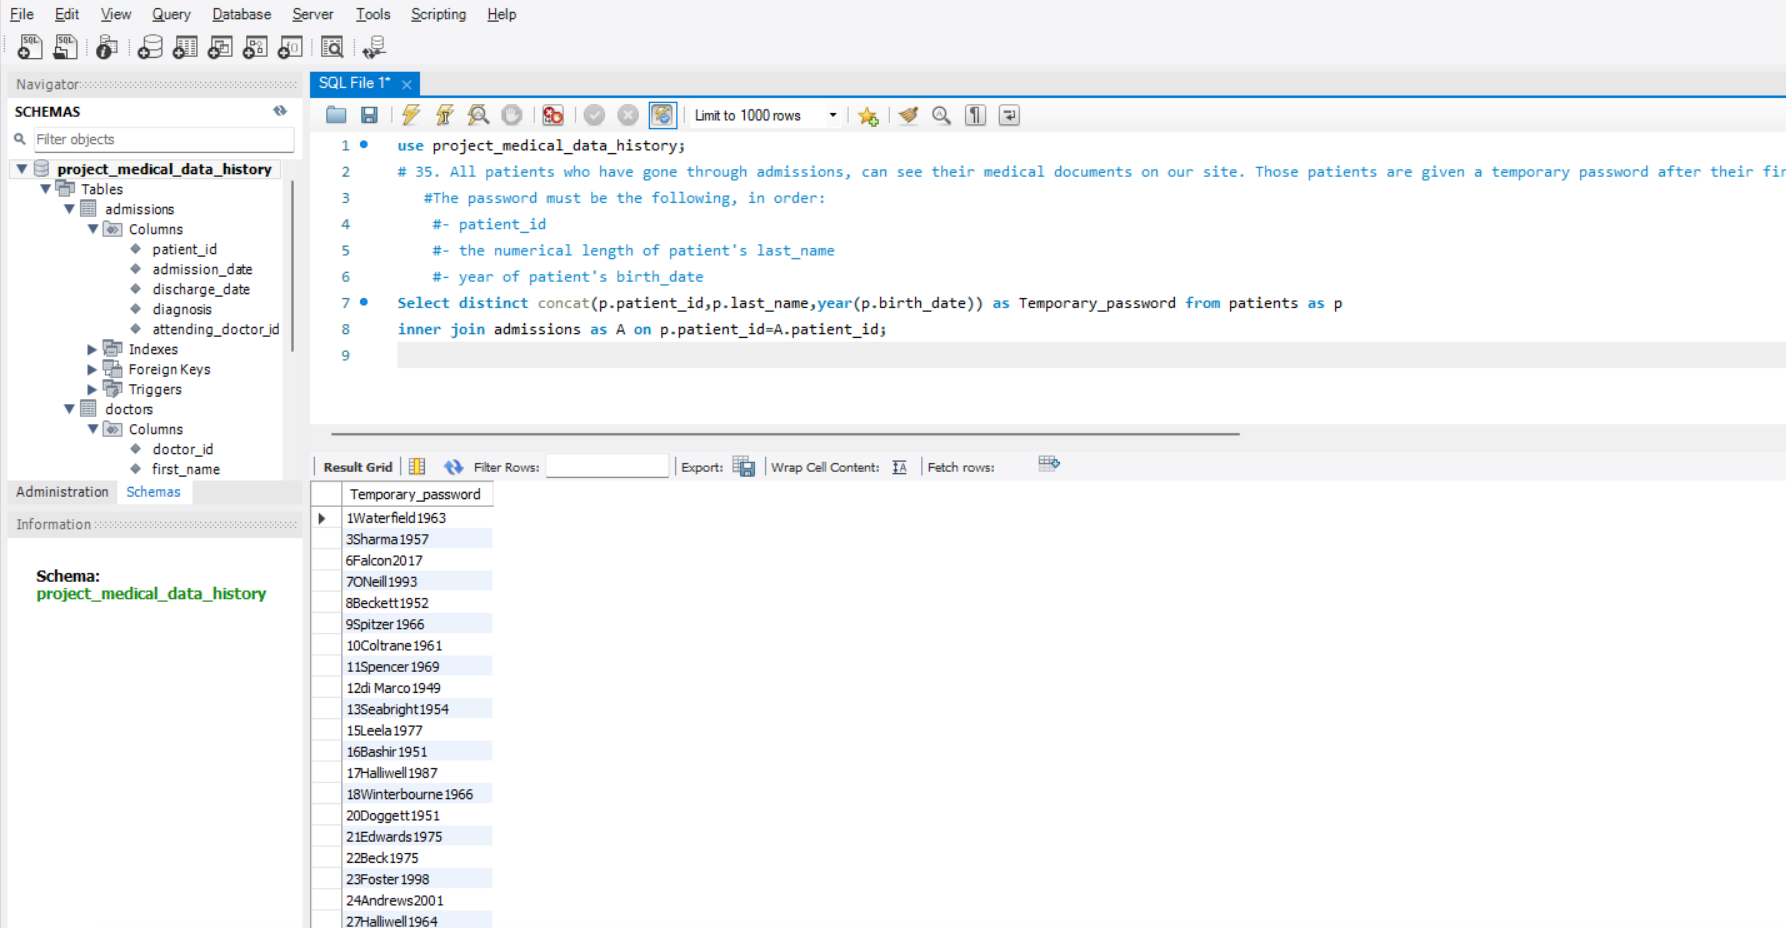 File Edit View Query Database Server Tools Scripting Help
Navigator
SCHEMAS
Filter objects
project_medical_data_history
Tables
admissions
Columns
patient_id
admission_date
discharge_date
diagnosis
attending_doctor_id
Indexes
Foreign Keys
Triggers
doctors
Columns
doctor_id
first_name
Administration Schemas
Information
Schema:
project_medical_data_history
SQL File 1*
Limit to 1000 rows
1 use project_medical_data_history;
2 # 35. All patients who have gone through admissions, can see their medical documents on our site. Those patients are given a temporary password after their fir
3 #The password must be the following, in order:
4 #- patient_id
5 #- the numerical length of patient's last_name
6 #- year of patient's birth_date
7 Select distinct concat(p.patient_id,p.last_name,year(p.birth_date)) as Temporary_password from patients as p
8 inner join admissions as A on p.patient_id=A.patient_id;
9
Result Grid Filter Rows: Export: Wrap Cell Content: Fetch rows:
Temporary_password
1Waterfield1963
3Sharma1957
6Falcon2017
7ONeill1993
8Beckett1952
9Spitzer1966
10Coltrane1961
11Spencer1969
12di Marco1949
13Seabright1954
15Leela1977
16Bashir1951
17Halliwell1987
18Winterbourne1966
20Doggett1951
21Edwards1975
22Beck1975
23Foster1998
24Andrews2001
27Halliwell1964